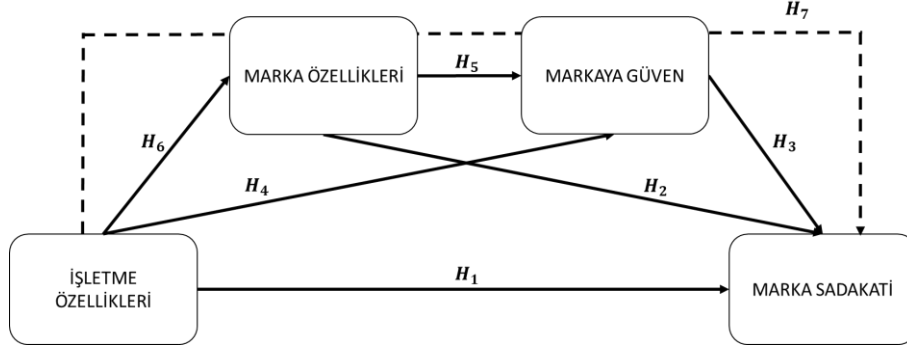 H₇
MARKA ÖZELLİKLERİ
H₅
MARKAYA GÜVEN
H₆
H₃
H₄
H₂
İŞLETME
ÖZELLİKLERİ
H₁
MARKA SADAKATİ